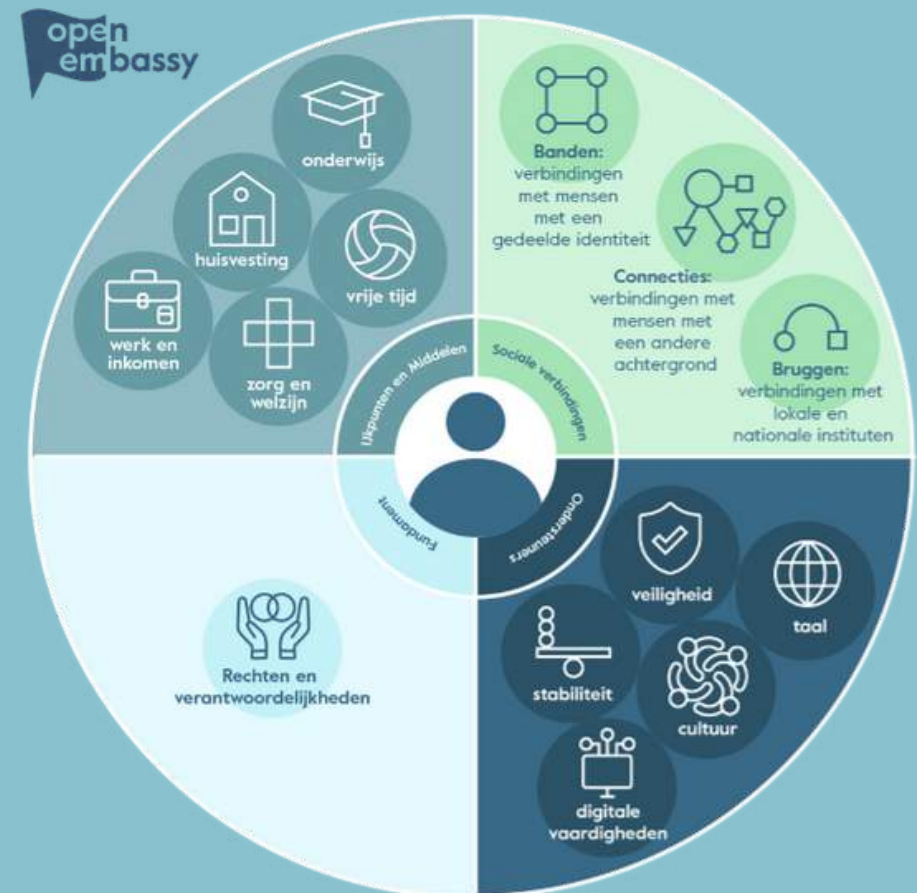 open
embassy
onderwijs
huisvesting
vrije tijd
werk en
inkomen
zorg en
welzijn
Banden:
verbindingen
met mensen
met een
gedeelde identiteit
Connecties:
verbindingen met
mensen met
een andere
achtergrond
Bruggen:
verbindingen met
lokale en
nationale instituten
IJkpunten en Middelen
Sociale verbindingen
Fundament
Ondersteuners
Rechten en
verantwoordelijkheden
veiligheid
taal
stabiliteit
cultuur
digitale
vaardigheden